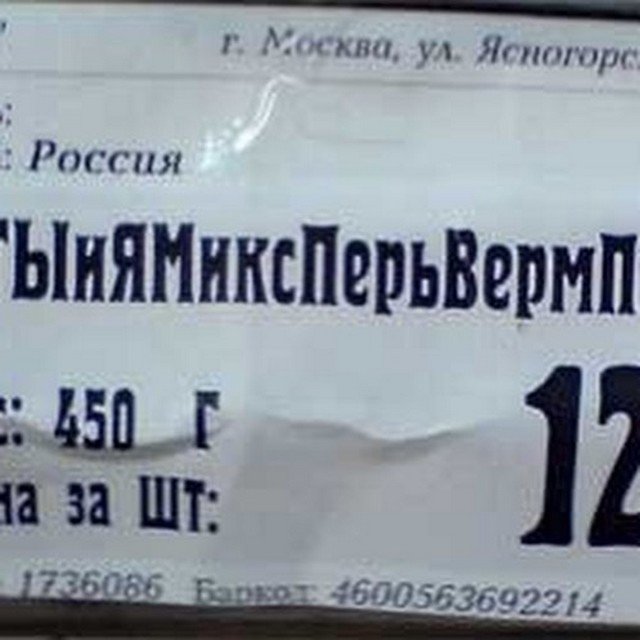 г. Москва, ул. Ясногорс
: Россия
ТЫиЯМиксПерьВермП
с: 450 Г
на за ШТ:
12
1736086 Баркод: 4600563692214